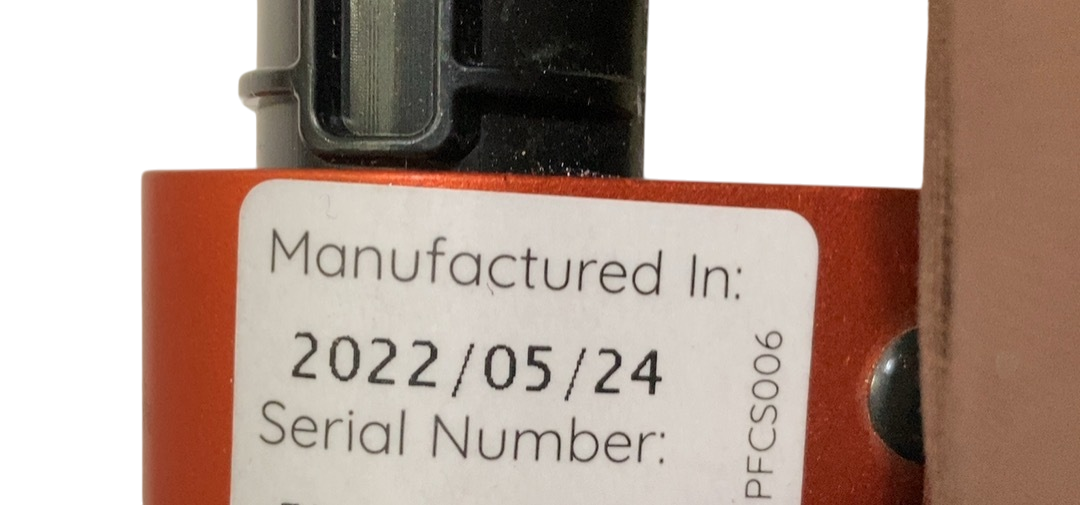 Manufactured In:
2022/05/24
Serial Number:
PFCS006